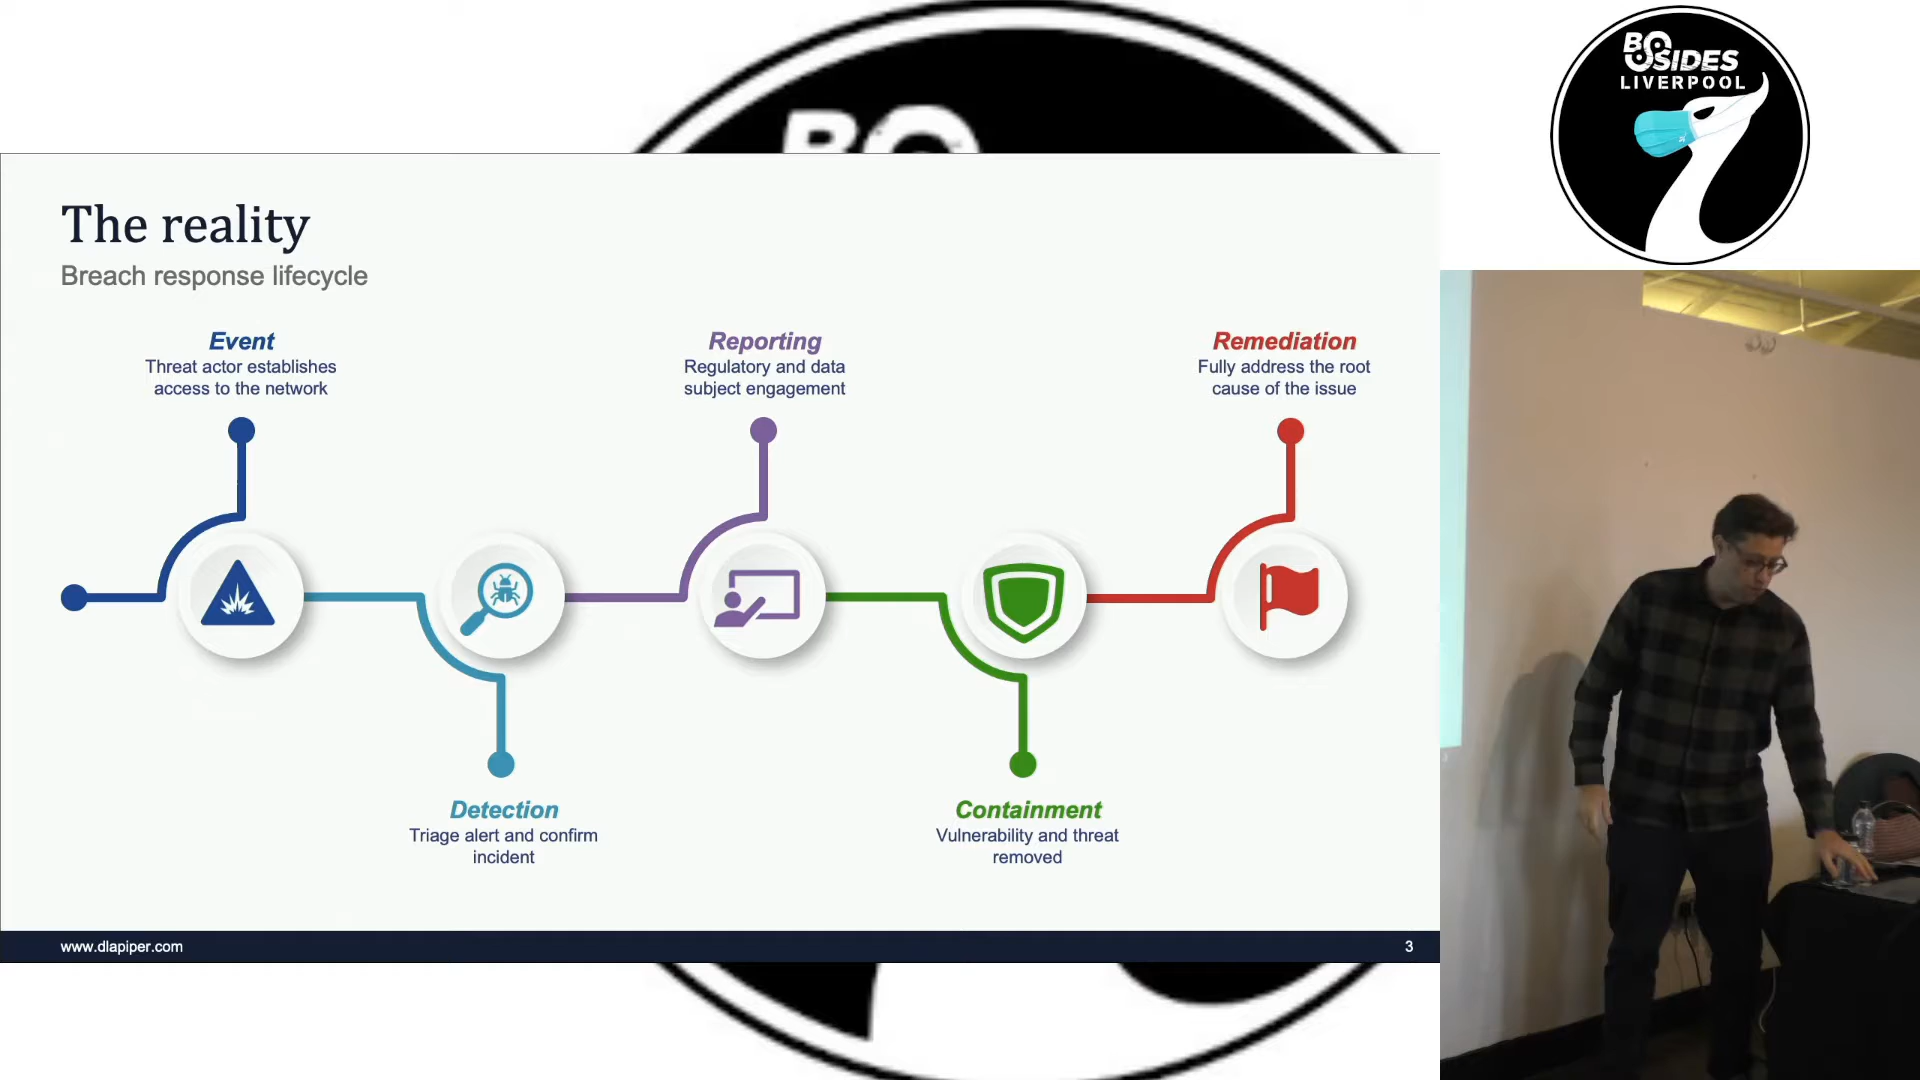 BSIDES
LIVERPOOL
The reality
Breach response lifecycle
Event
Threat actor establishes
access to the network
Reporting
Regulatory and data
subject engagement
Remediation
Fully address the root
cause of the issue
Detection
Triage alert and confirm
incident
Containment
Vulnerability and threat
removed
www.dlapiper.com
3